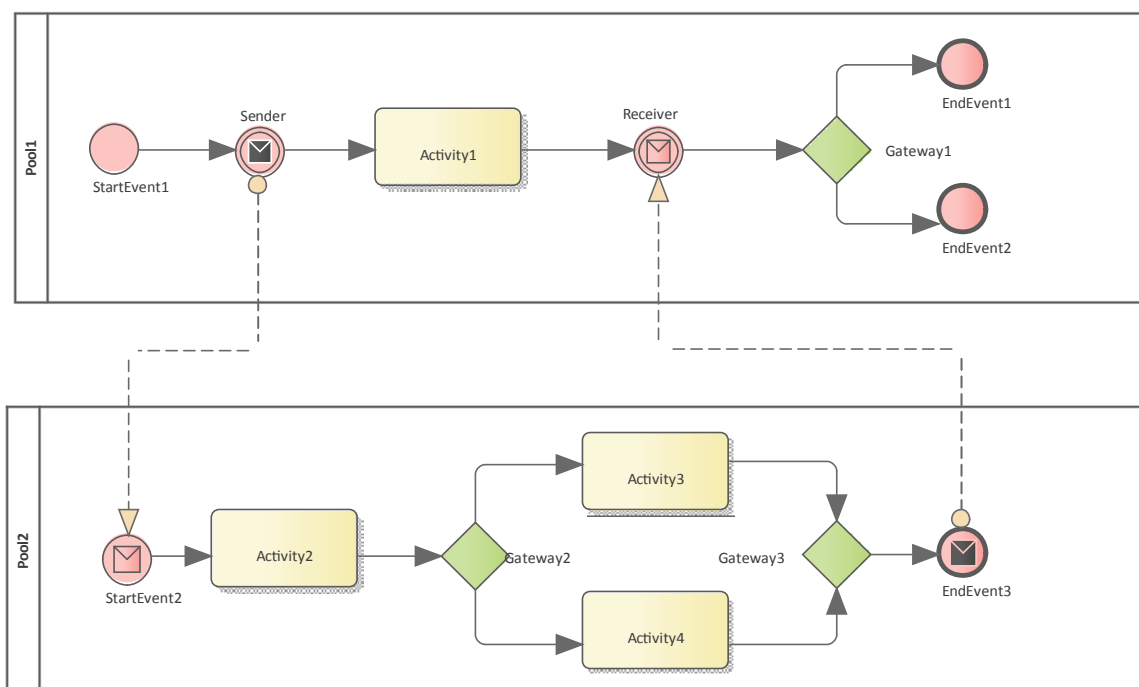 Pool1
StartEvent1
Sender
Activity1
Receiver
Gateway1
EndEvent1
EndEvent2
Pool2
StartEvent2
Activity2
Gateway2
Activity3
Activity4
Gateway3
EndEvent3